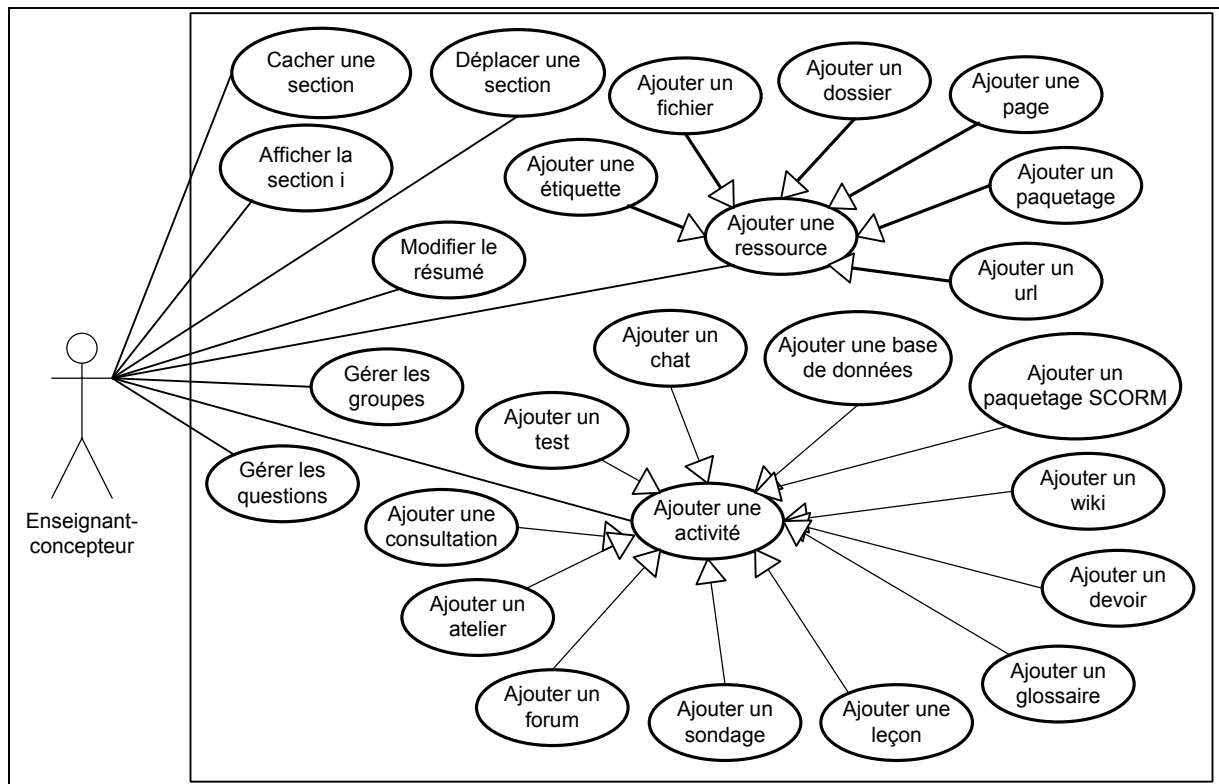 Cacher une
section
Déplacer une
section
Ajouter un
fichier
Ajouter un
dossier
Ajouter une
page
Afficher la
section i
Ajouter une
étiquette
Ajouter un
paquetage
Ajouter une
ressource
Modifier le
résumé
Ajouter un
url
Ajouter un
chat
Ajouter une base
de données
Ajouter un
paquetage SCORM
Gérer les
groupes
Ajouter un
test
Gérer les
questions
Ajouter un
wiki
Ajouter une
activité
Enseignant-
concepteur
Ajouter une
consultation
Ajouter un
devoir
Ajouter un
atelier
Ajouter un
glossaire
Ajouter un
forum
Ajouter un
sondage
Ajouter une
leçon